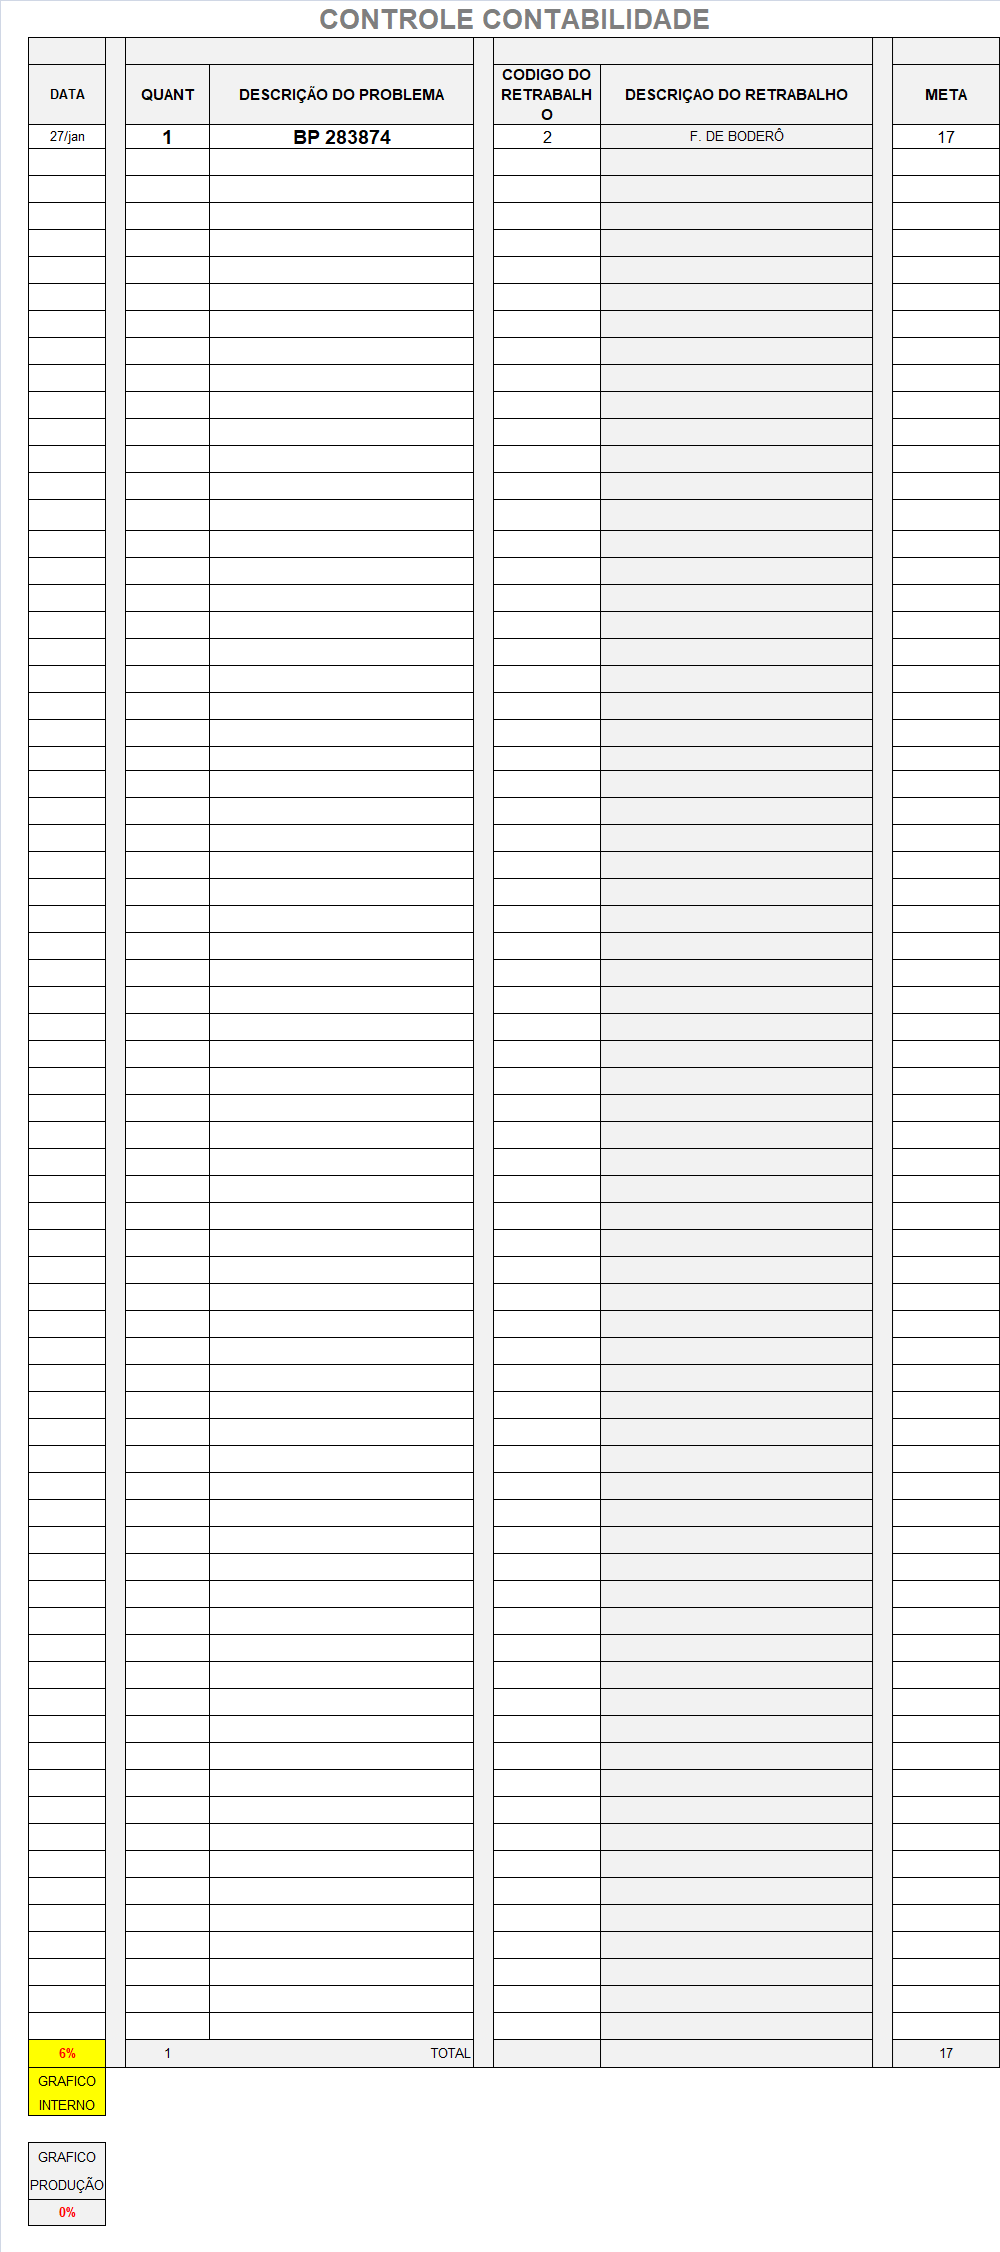 CONTROLE CONTABILIDADE
DATA
QUANT
DESCRIÇÃO DO PROBLEMA
CODIGO DO
RETRABALH
O
DESCRIÇAO DO RETRABALHO
META
27/jan
1
BP 283874
2
F. DE BODERÔ
17
6%
1
TOTAL
17
GRAFICO
INTERNO
GRAFICO
PRODUÇÃO
0%